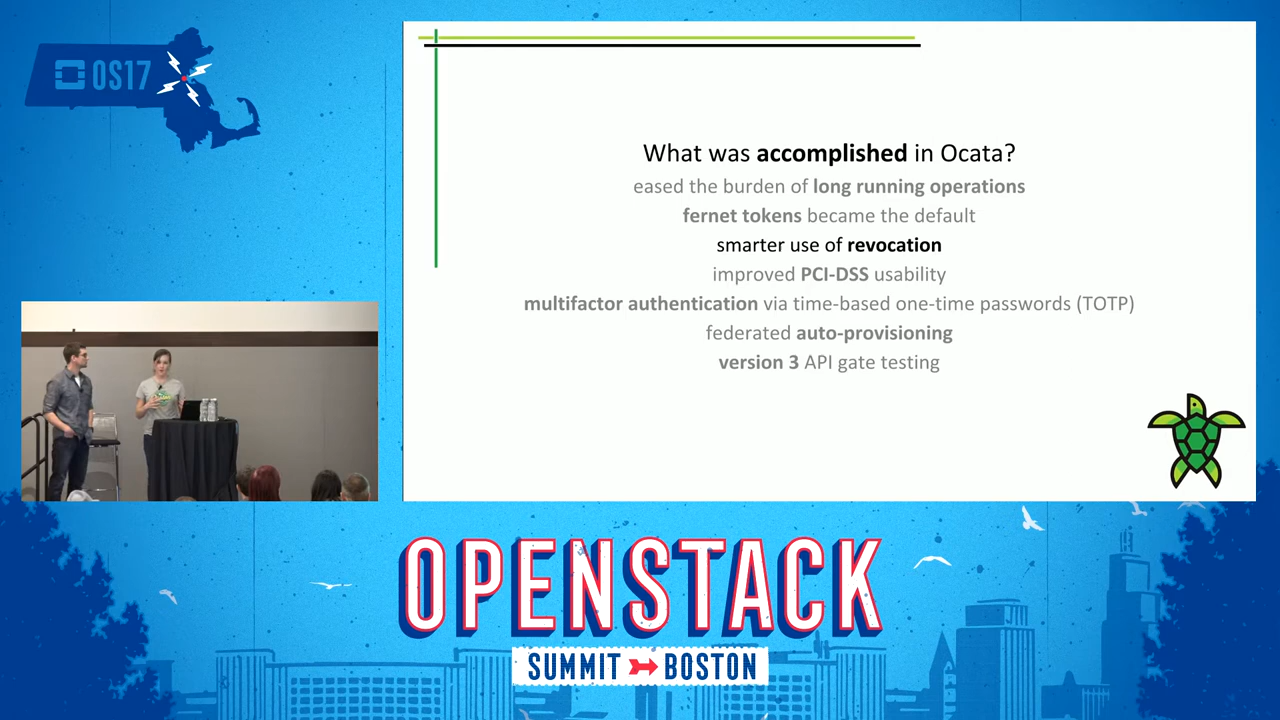 OS17
What was accomplished in Ocata?
eased the burden of long running operations
fernet tokens became the default
smarter use of revocation
improved PCI-DSS usability
multifactor authentication via time-based one-time passwords (TOTP)
federated auto-provisioning
version 3 API gate testing
OPENSTACK
SUMMIT BOSTON